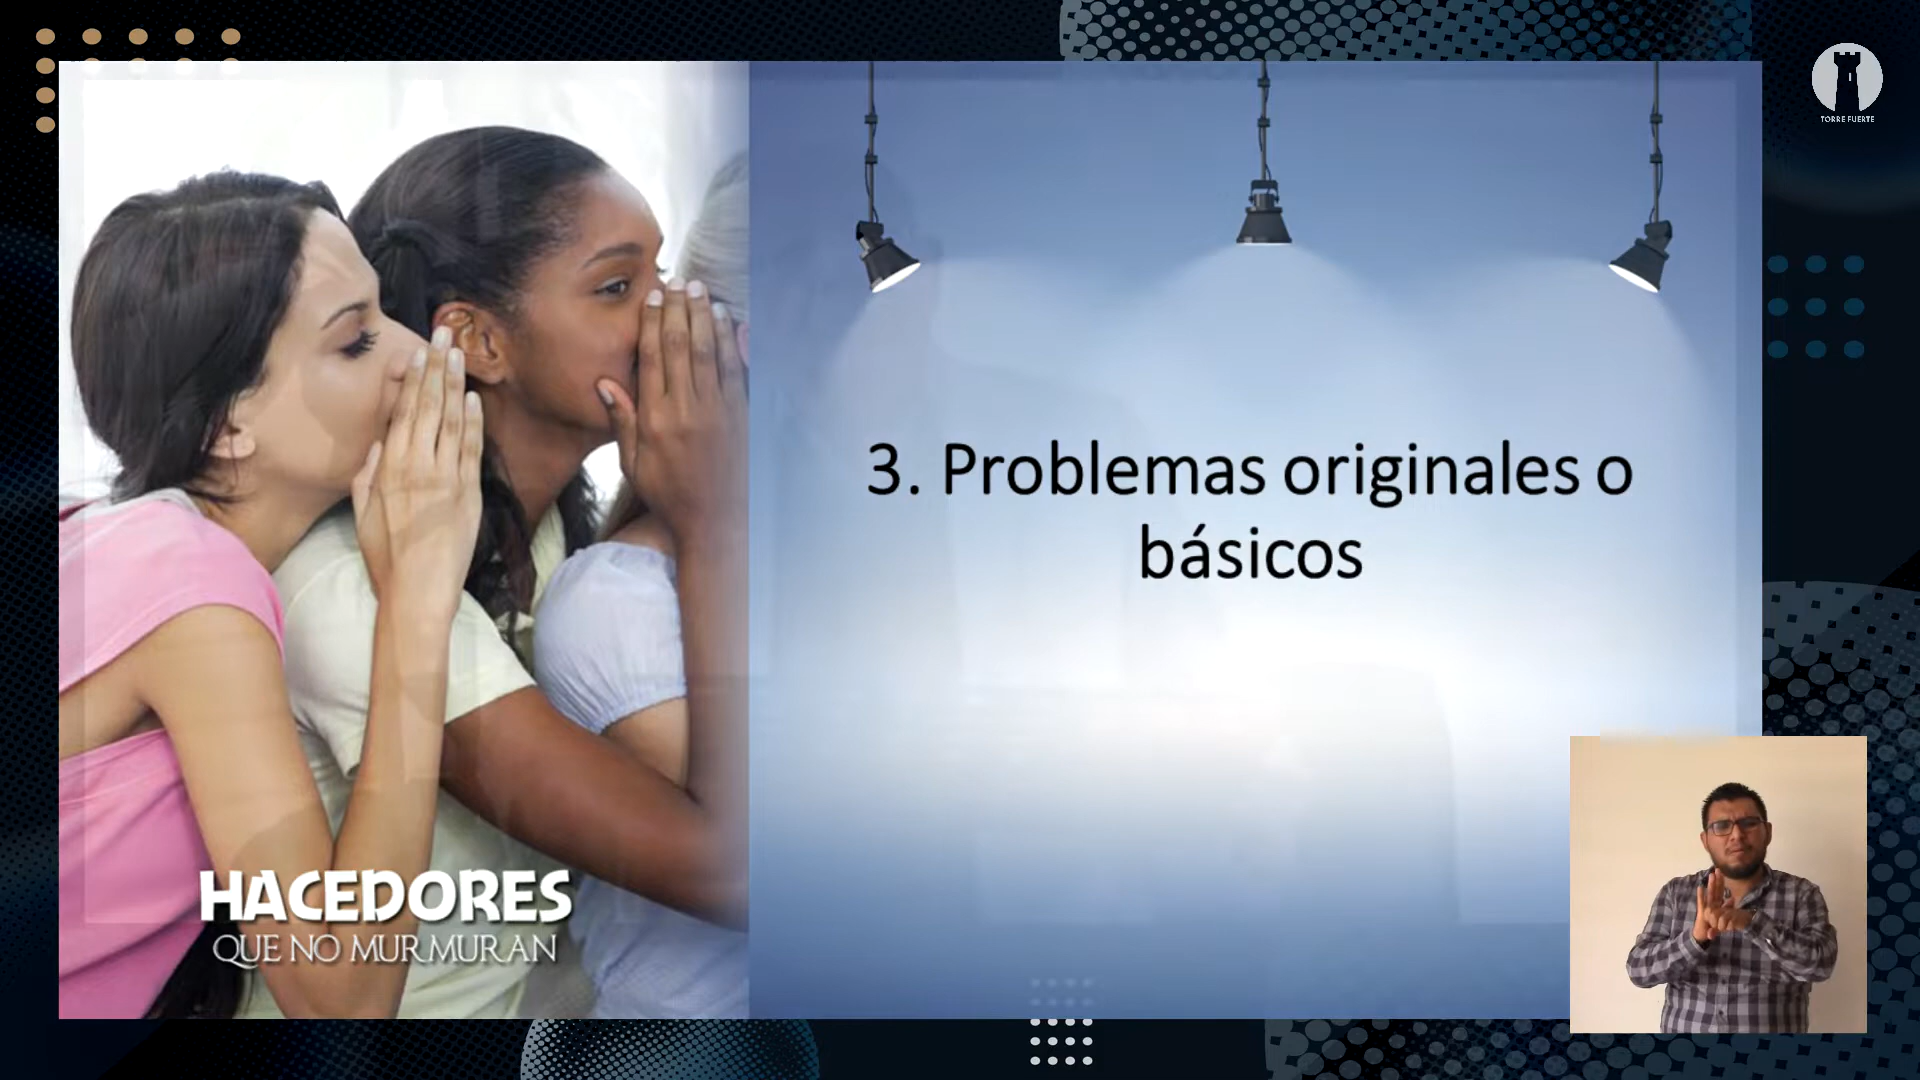 TORRE FUERTE
3. Problemas originales o
básicos
HACEDORES
QUE NO MURMURAN